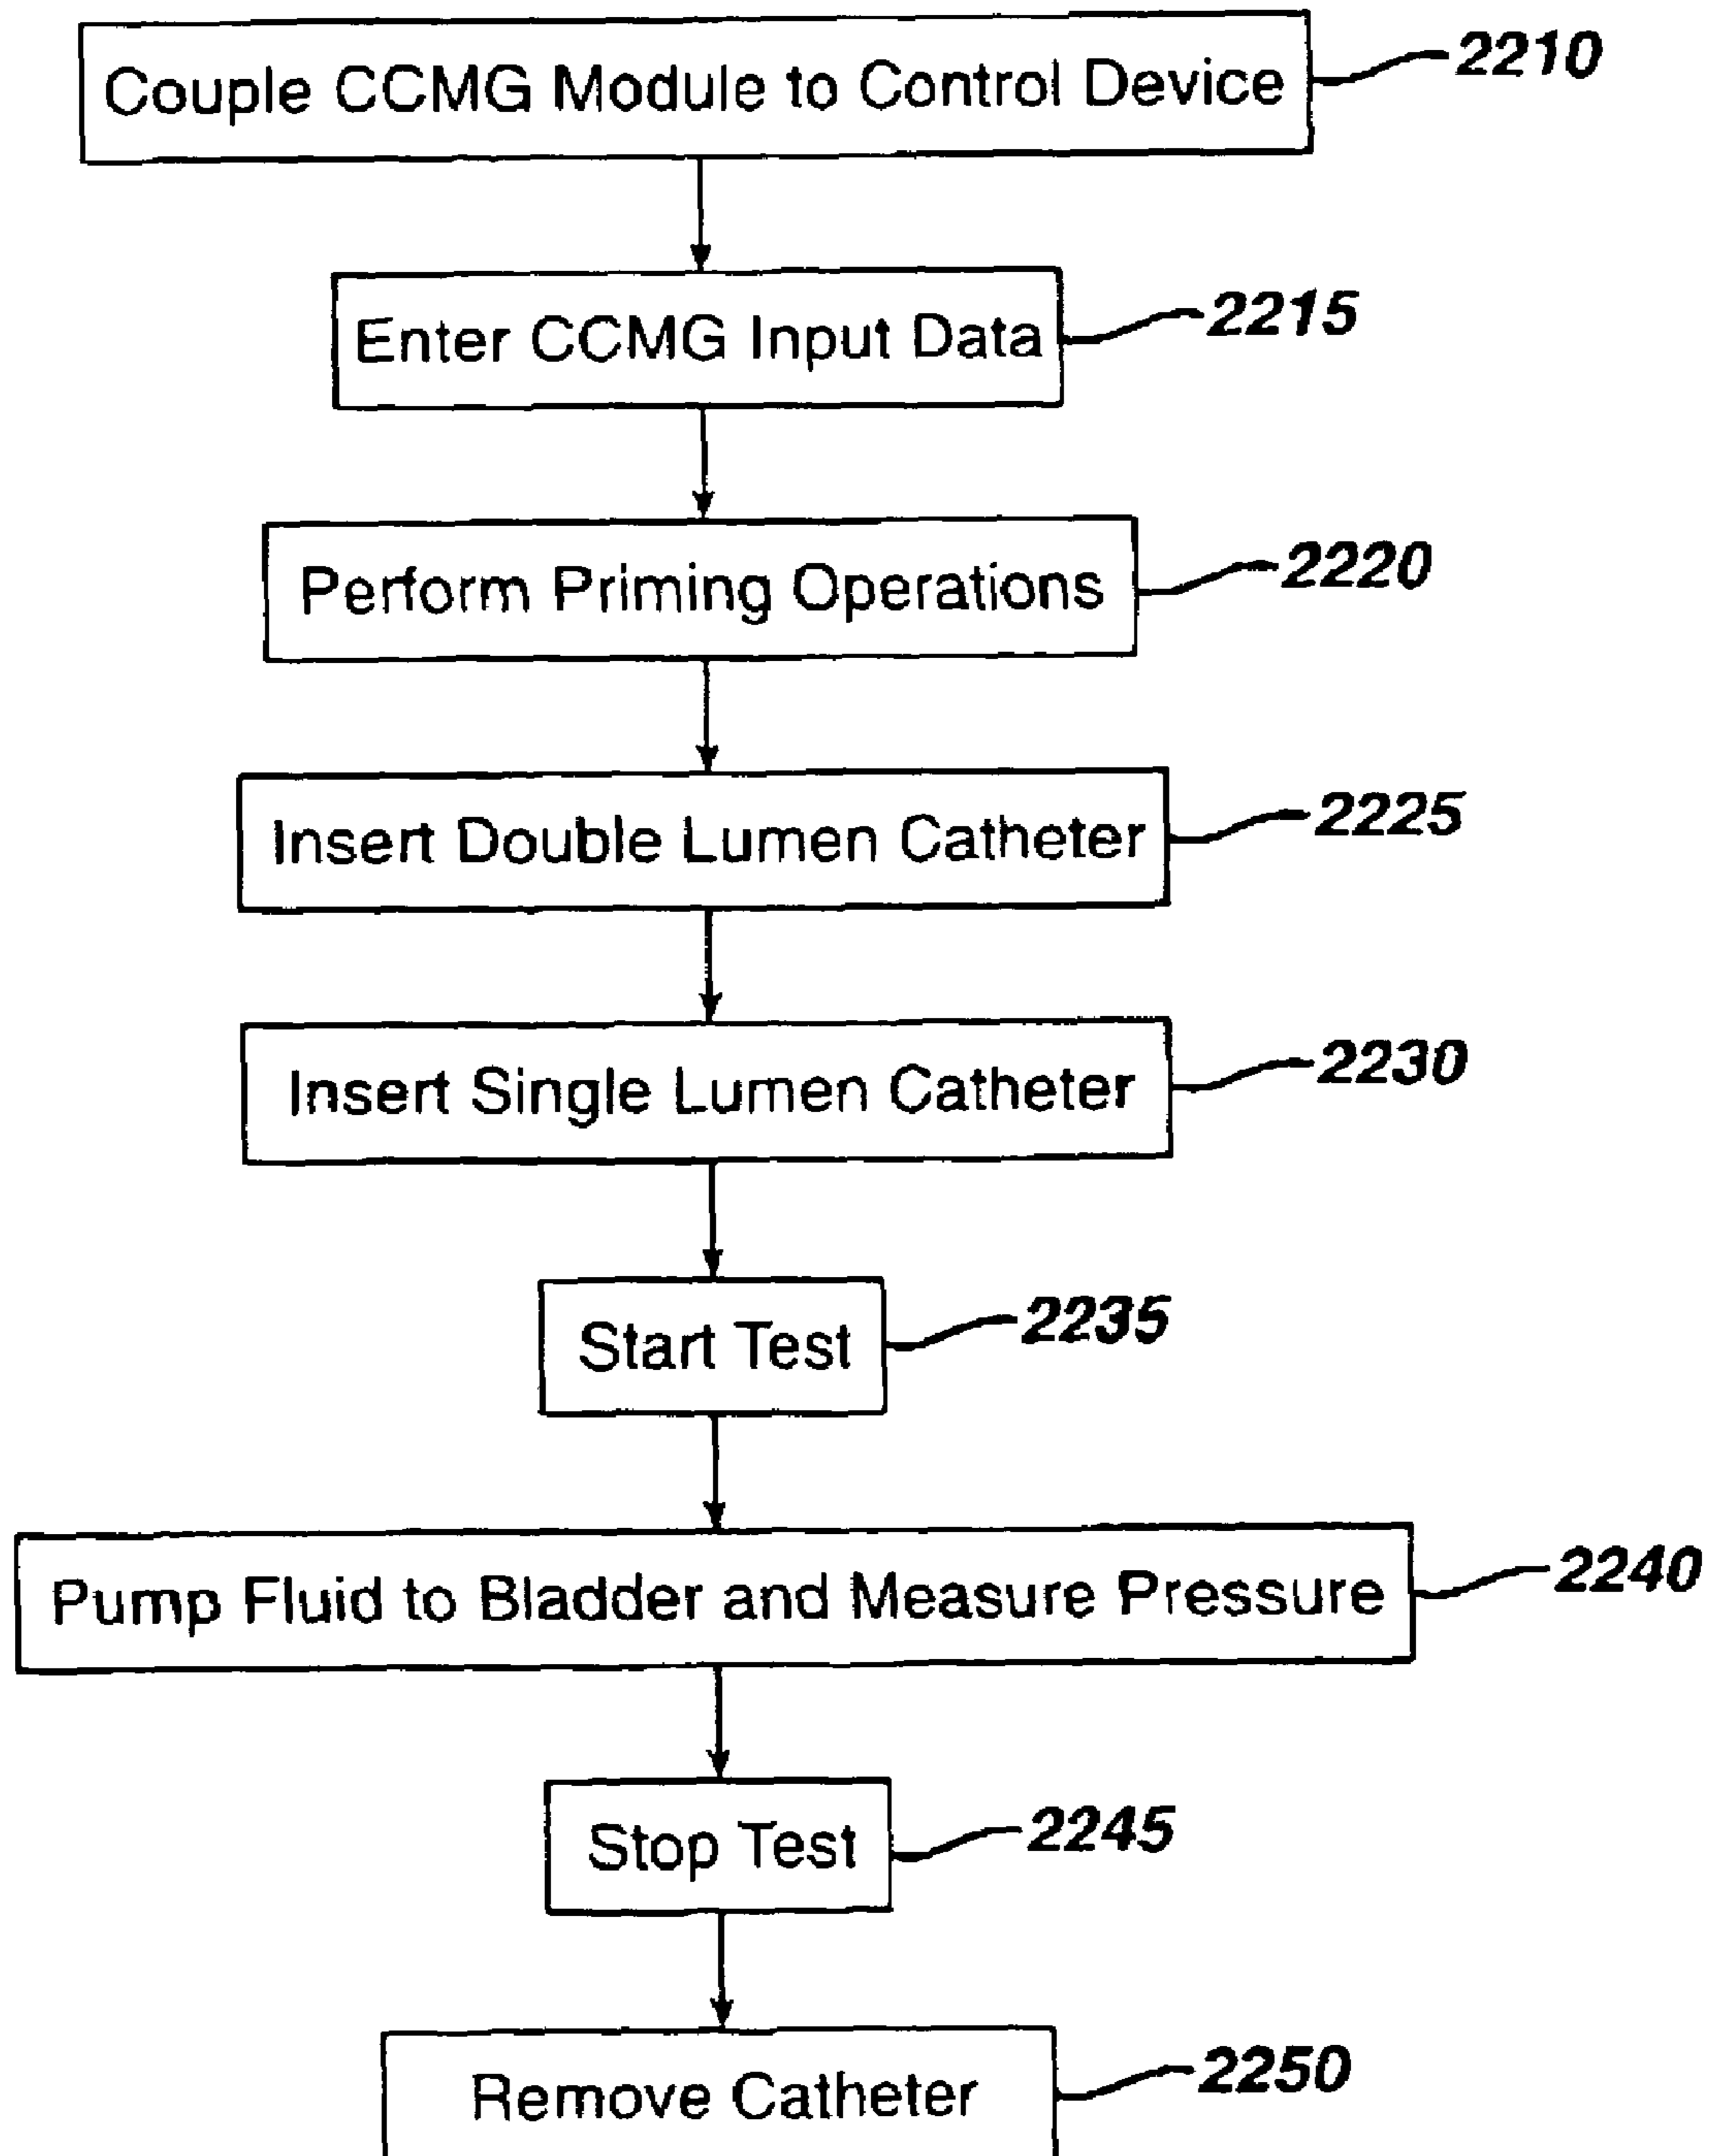 Couple CCMG Module to Control Device 2210
Enter CCMG Input Data 2215
Perform Priming Operations 2220
Insert Double Lumen Catheter 2225
Insert Single Lumen Catheter 2230
Start Test 2235
Pump Fluid to Bladder and Measure Pressure 2240
Stop Test 2245
Remove Catheter 2250